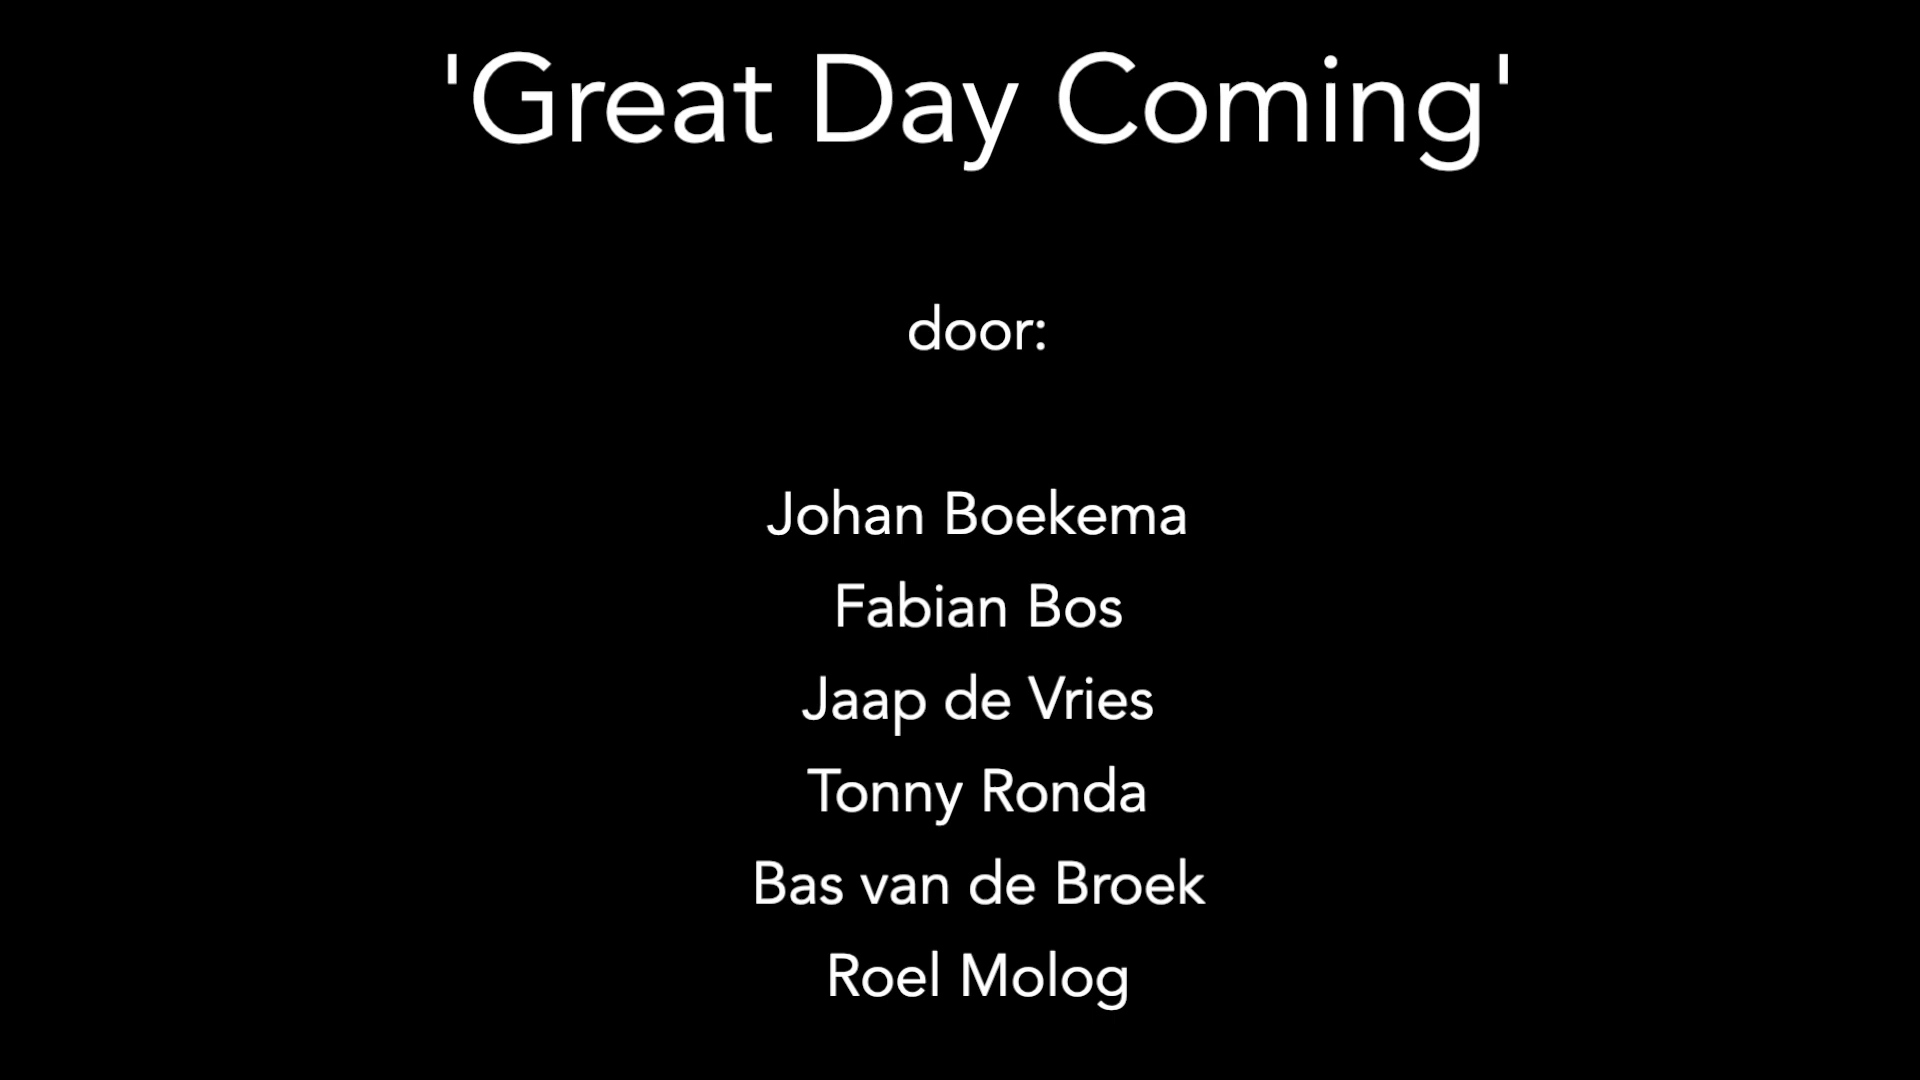 'Great Day Coming'
door:
Johan Boekema
Fabian Bos
Jaap de Vries
Tonny Ronda
Bas van de Broek
Roel Molog